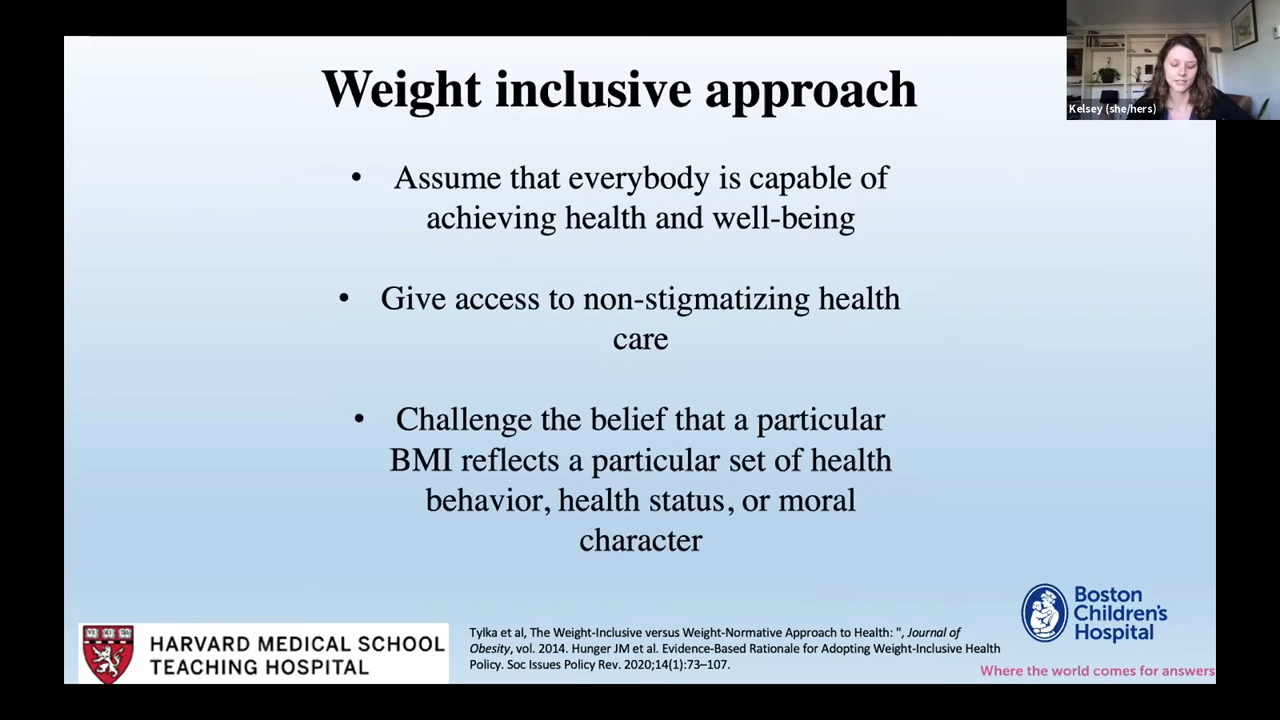 Weight inclusive approach
Kelsey (she/hers)
• Assume that everybody is capable of
achieving health and well-being
• Give access to non-stigmatizing health
care
• Challenge the belief that a particular
BMI reflects a particular set of health
behavior, health status, or moral
character
HARVARD MEDICAL SCHOOL
TEACHING HOSPITAL
Tylka et al, The Weight-Inclusive versus Weight-Normative Approach to Health: ", Journal of
Obesity, vol. 2014. Hunger JM et al. Evidence-Based Rationale for Adopting Weight-Inclusive Health
Policy. Soc Issues Policy Rev. 2020;14(1):73–107.
Boston
Children's
Hospital
Where the world comes for answers